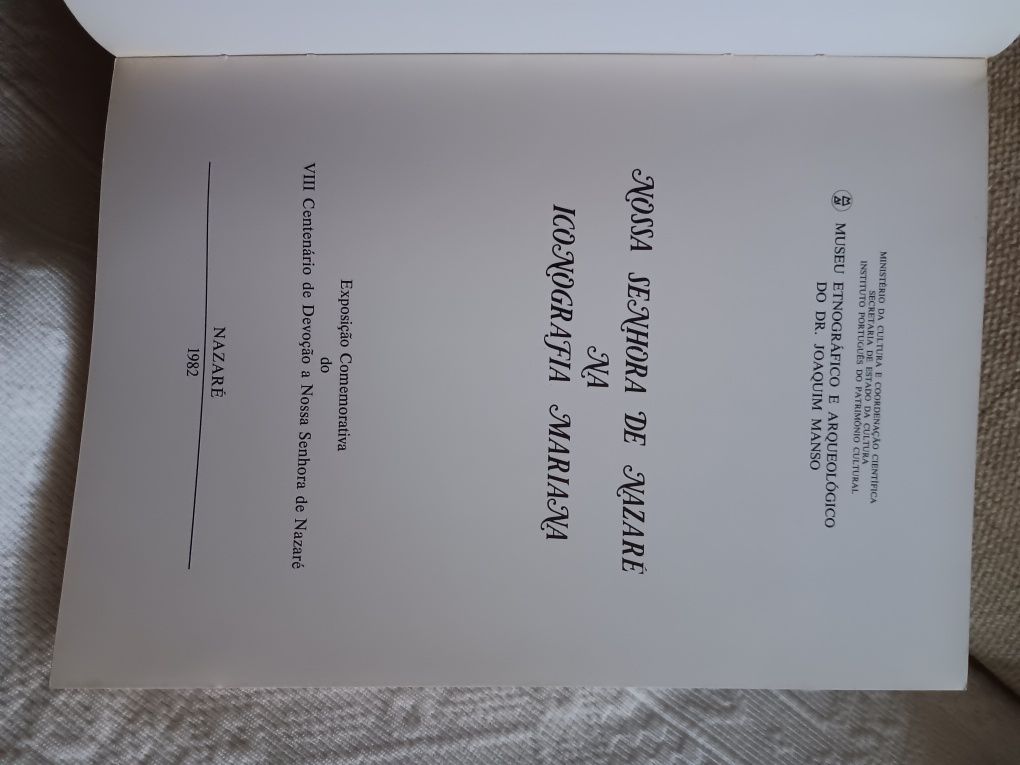 MINISTÉRIO DA CULTURA E COORDENAÇÃO CIENTÍFICA
SECRETARIA DE ESTADO DA CULTURA
INSTITUTO PORTUGUÊS DO PATRIMÓNIO CULTURAL
MUSEU ETNOGRÁFICO E ARQUEOLÓGICO
DO DR. JOAQUIM MANSO
NOSSA SENHORA DE NAZARÉ
NA
ICONOGRAFIA MARIANA
Exposição Comemorativa
do
VIII Centenário de Devoção a Nossa Senhora de Nazaré
NAZARÉ
1982